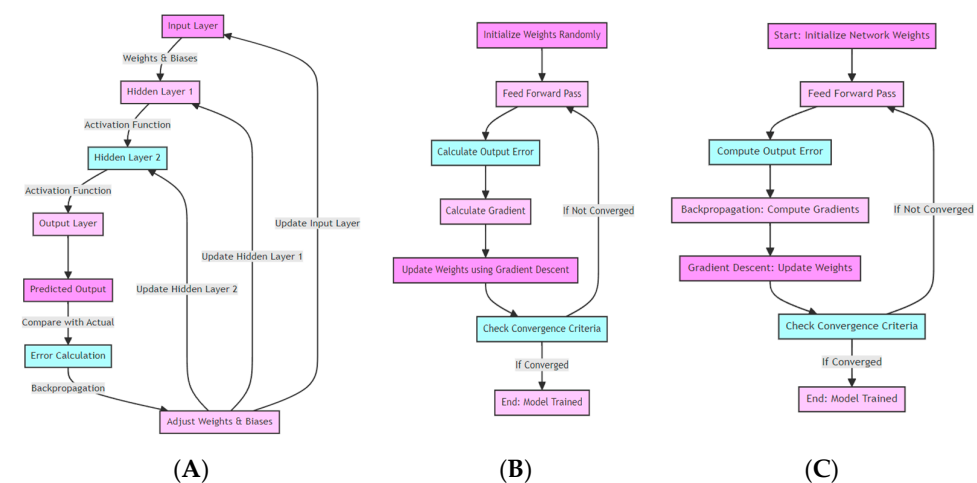 Input Layer
Weights & Biases
Hidden Layer 1
Activation Function
Hidden Layer 2
Activation Function
Output Layer
Predicted Output
Compare with Actual
Error Calculation
Backpropagation
Adjust Weights & Biases
Update Hidden Layer 2
Update Hidden Layer 1
Update Input Layer
(A)
Initialize Weights Randomly
Feed Forward Pass
Calculate Output Error
Calculate Gradient
If Not Converged
Update Weights using Gradient Descent
Check Convergence Criteria
If Converged
End: Model Trained
(B)
Start: Initialize Network Weights
Feed Forward Pass
Compute Output Error
Backpropagation: Compute Gradients
If Not Converged
Gradient Descent: Update Weights
Check Convergence Criteria
If Converged
End: Model Trained
(C)